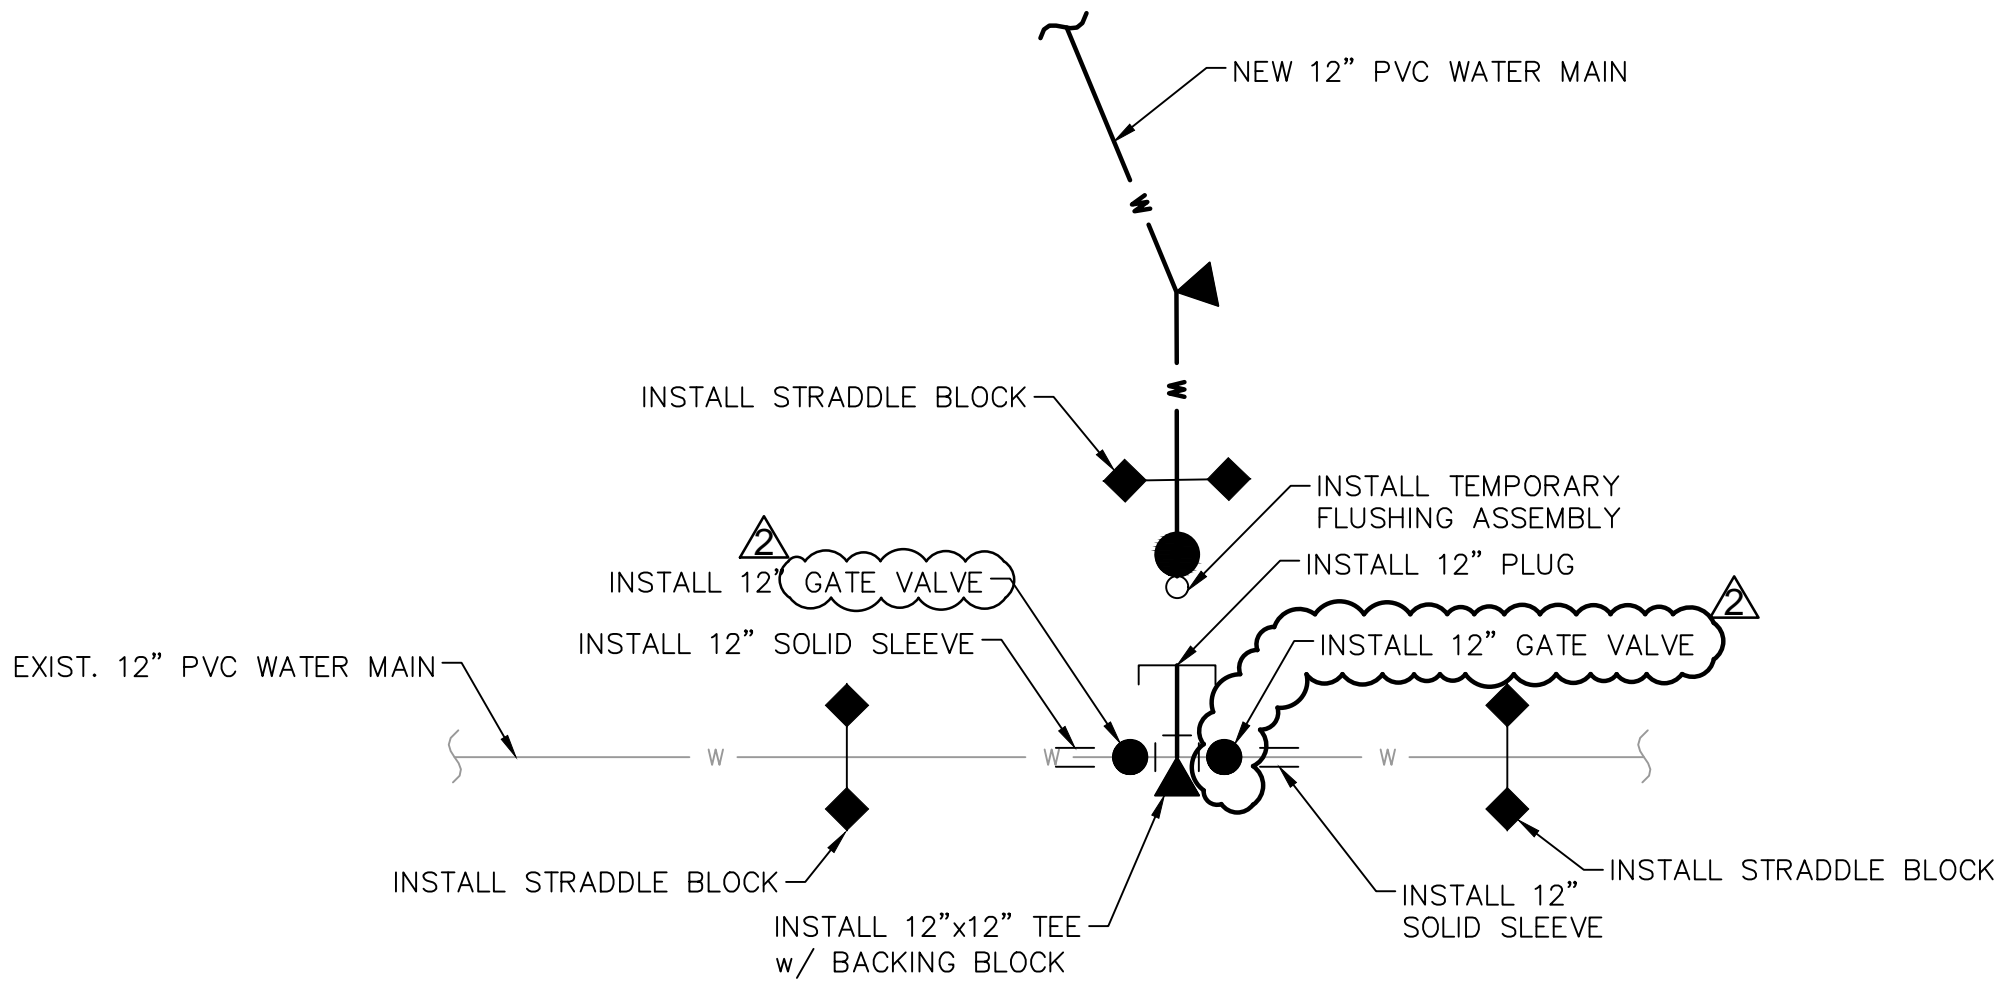 NEW 12” PVC WATER MAIN
W
W
INSTALL STRADDLE BLOCK
INSTALL TEMPORARY
FLUSHING ASSEMBLY
2
INSTALL 12” PLUG
INSTALL 12” GATE VALVE
2
INSTALL 12” SOLID SLEEVE
INSTALL 12” GATE VALVE
EXIST. 12” PVC WATER MAIN
W
W
W
INSTALL STRADDLE BLOCK
INSTALL STRADDLE BLOCK
INSTALL 12”
SOLID SLEEVE
INSTALL 12”x12” TEE
w/ BACKING BLOCK